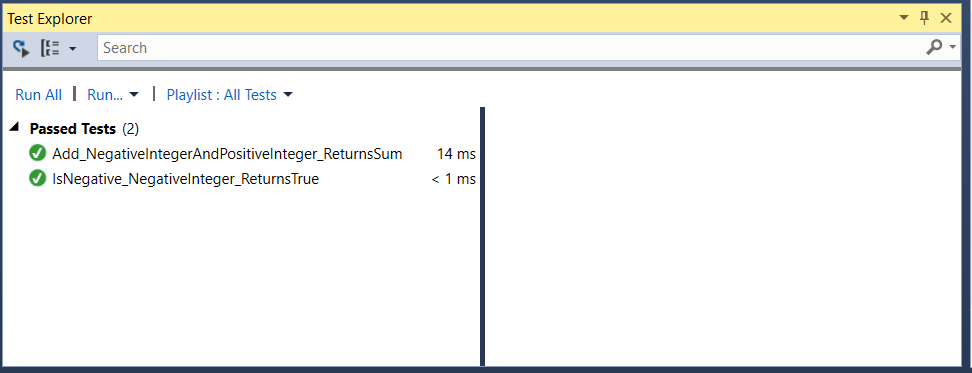 Test Explorer
Search
Run All | Run... | Playlist : All Tests
Passed Tests (2)
Add_NegativeIntegerAndPositiveInteger_ReturnsSum 14 ms
IsNegative_NegativeInteger_ReturnsTrue < 1 ms